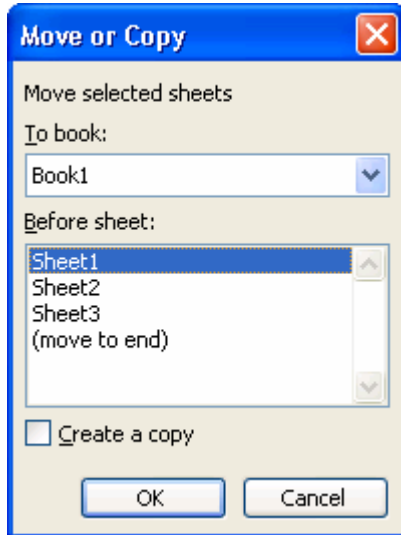 Move or Copy
Move selected sheets
To book:
Book1
Before sheet:
Sheet1
Sheet2
Sheet3
(move to end)
Create a copy
OK Cancel